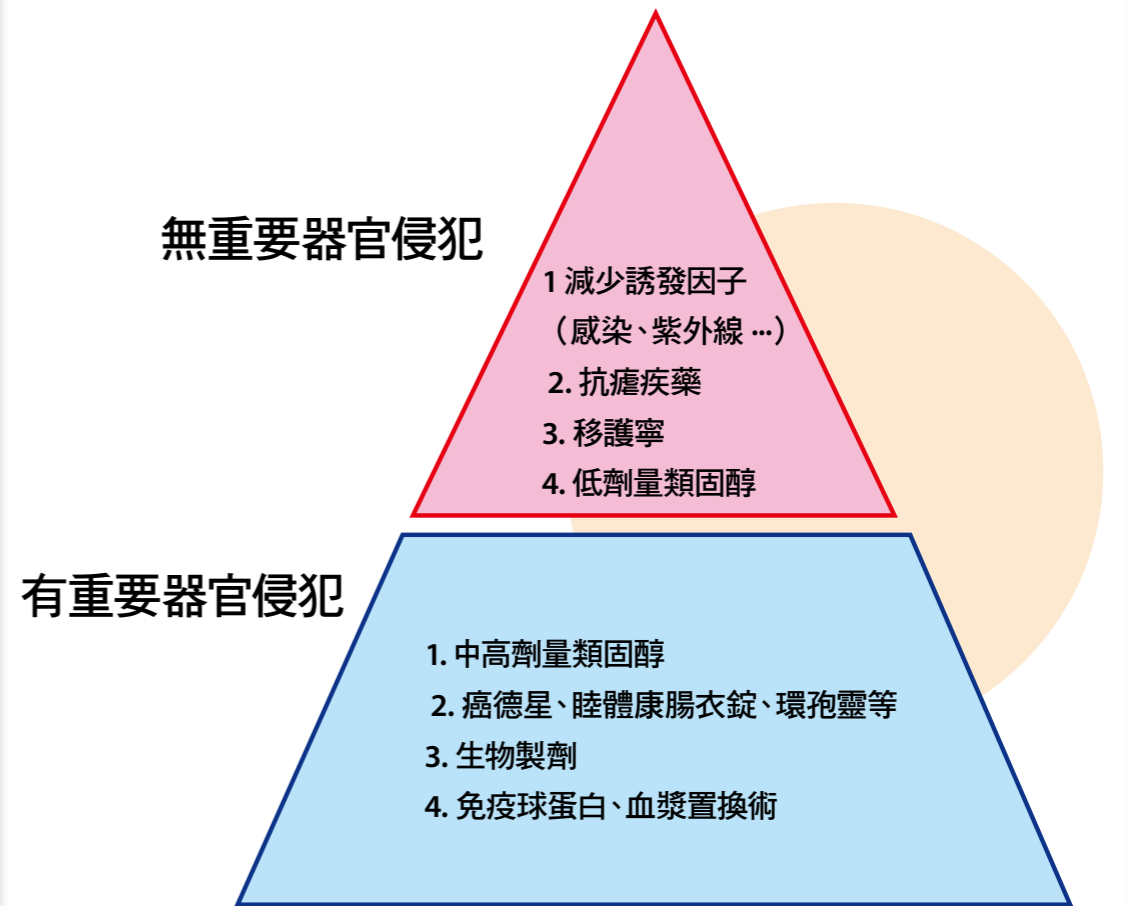 無重要器官侵犯
1 減少誘發因子
（感染、紫外線 …）
2. 抗瘧疾藥
3. 移護寧
4. 低劑量類固醇
有重要器官侵犯
1. 中高劑量類固醇
2. 癌德星、睦體康腸衣錠、環孢靈等
3. 生物製劑
4. 免疫球蛋白、血漿置換術